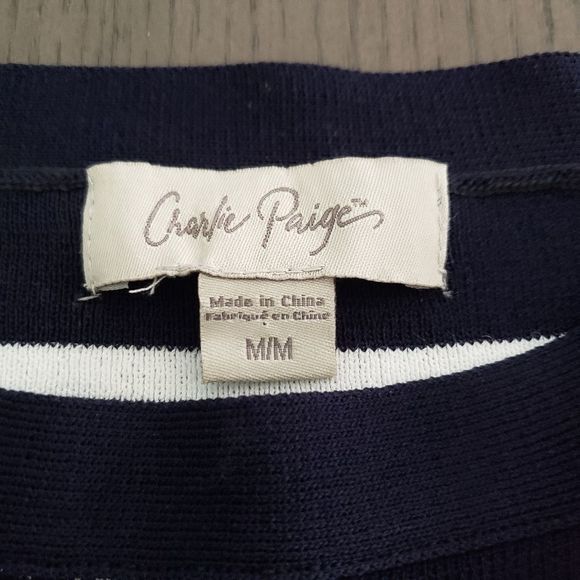 Charlie Paige™
Made in China
Fabriqué en Chine
M/M